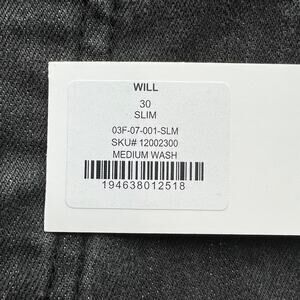 WILL
30
SLIM
03F-07-001-SLM
SKU# 12002300
MEDIUM WASH
194638012518